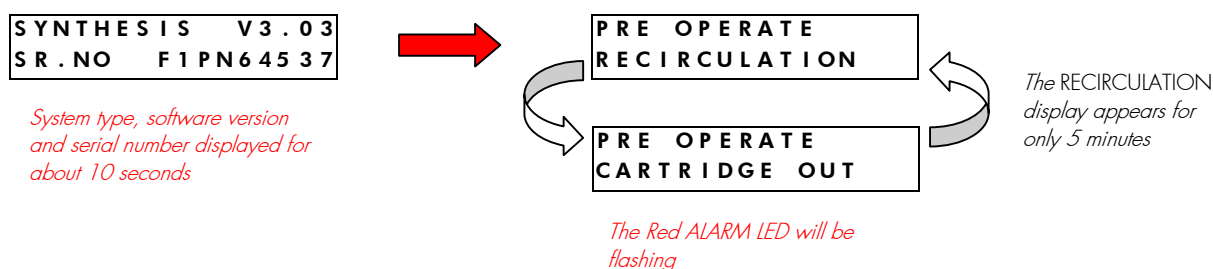 SYNTHESIS V3.03
SR.NO F1PN64537
System type, software version
and serial number displayed for
about 10 seconds
PRE OPERATE
RECIRCULATION
PRE OPERATE
CARTRIDGE OUT
The Red ALARM LED will be
flashing
The RECIRCULATION
display appears for
only 5 minutes